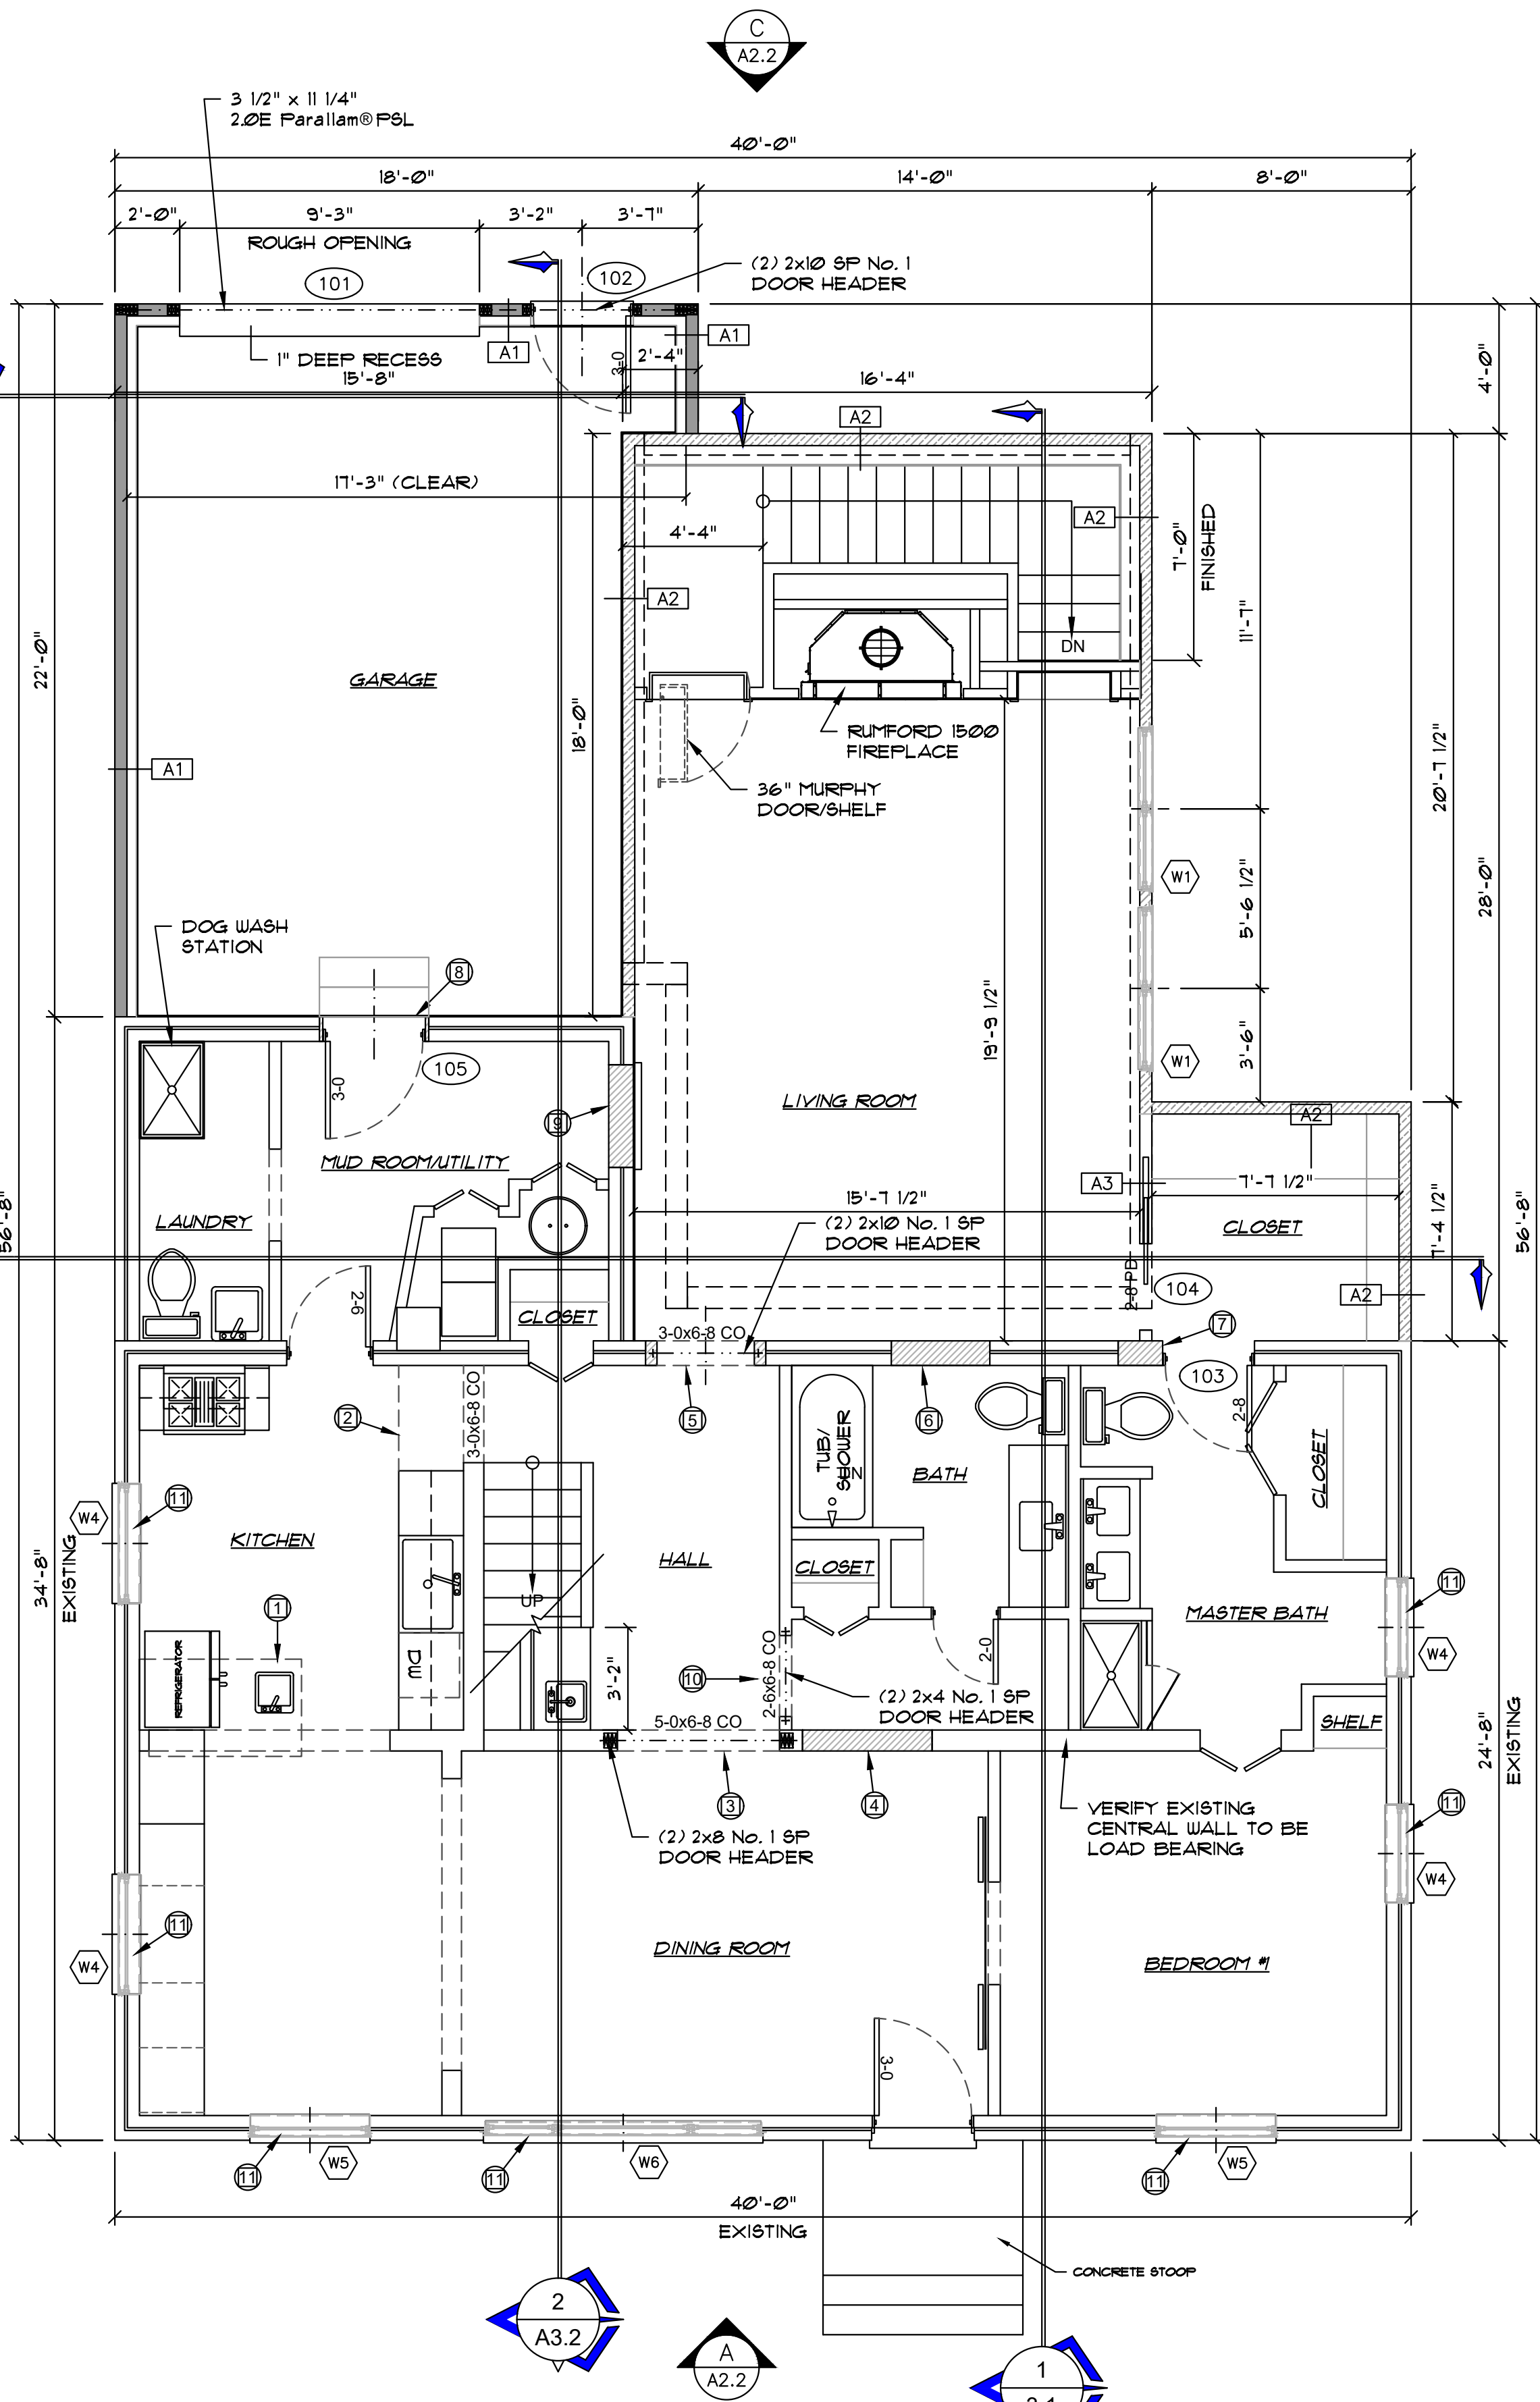 C
A2.2
3 1/2" x 11 1/4"
2.0E Parallam® PSL
40'-0"
18'-0"
14'-0"
8'-0"
2'-0"
9'-3"
3'-2"
3'-7"
ROUGH OPENING
101
102
(2) 2x10 SP No. 1
DOOR HEADER
A1
A1
1" DEEP RECESS
3-0
2'-4"
15'-8"
16'-4"
4'-0"
A2
17'-3" (CLEAR)
4'-4"
A2
7'-0"
FINISHED
A2
11'-7"
22'-0"
GARAGE
18'-0"
DN
RUMFORD 1500
FIREPLACE
36" MURPHY
DOOR/SHELF
A1
20'-7 1/2"
28'-0"
W1
5'-6 1/2"
DOG WASH
STATION
8
19'-9 1/2"
3'-6"
W1
105
3-0
9
LIVING ROOM
A2
MUD ROOM/UTILITY
A3
7'-7 1/2"
15'-7 1/2"
56'-8"
LAUNDRY
(2) 2x10 No. 1 SP
DOOR HEADER
CLOSET
7'-4 1/2"
56'-8"
2-6
CLOSET
2-8 PD
104
A2
3-0x6-8 CO
7
103
2
3-0x6-8 CO
5
6
2-8
TUB/
SHOWER
BATH
CLOSET
W4
11
KITCHEN
HALL
CLOSET
34'-8"
EXISTING
UP
11
1
MASTER BATH
W4
REFRIGERATOR
DW
3'-2"
10
2-6x6-8 CO
2-0
(2) 2x4 No. 1 SP
DOOR HEADER
5-0x6-8 CO
SHELF
24'-8"
EXISTING
3
4
(2) 2x8 No. 1 SP
DOOR HEADER
VERIFY EXISTING
CENTRAL WALL TO BE
LOAD BEARING
11
W4
11
W4
DINING ROOM
BEDROOM #1
3-0
11
W5
11
W6
11
W5
40'-0"
EXISTING
CONCRETE STOOP
2
A3.2
A
A2.2
1